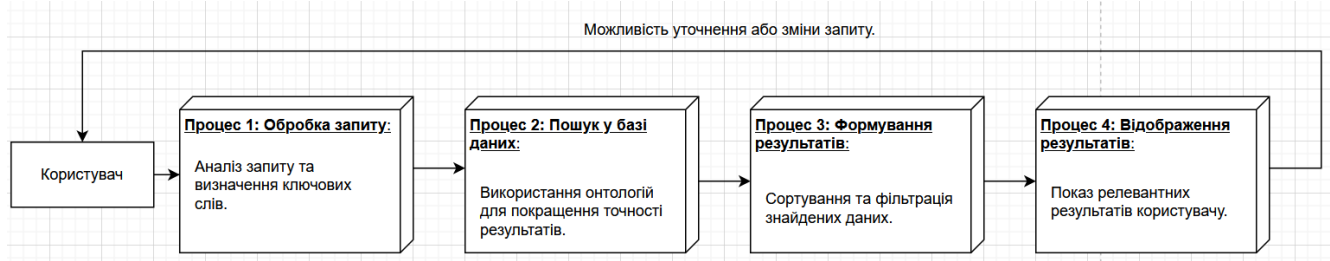 Можливість уточнення або зміни запиту.
Користувач
Процес 1: Обробка запиту:
Аналіз запиту та
визначення ключових
слів.
Процес 2: Пошук у базі
даних:
Використання онтологій
для покращення точності
результатів.
Процес 3: Формування
результатів:
Сортування та фільтрація
знайдених даних.
Процес 4: Відображення
результатів:
Показ релевантних
результатів користувачу.